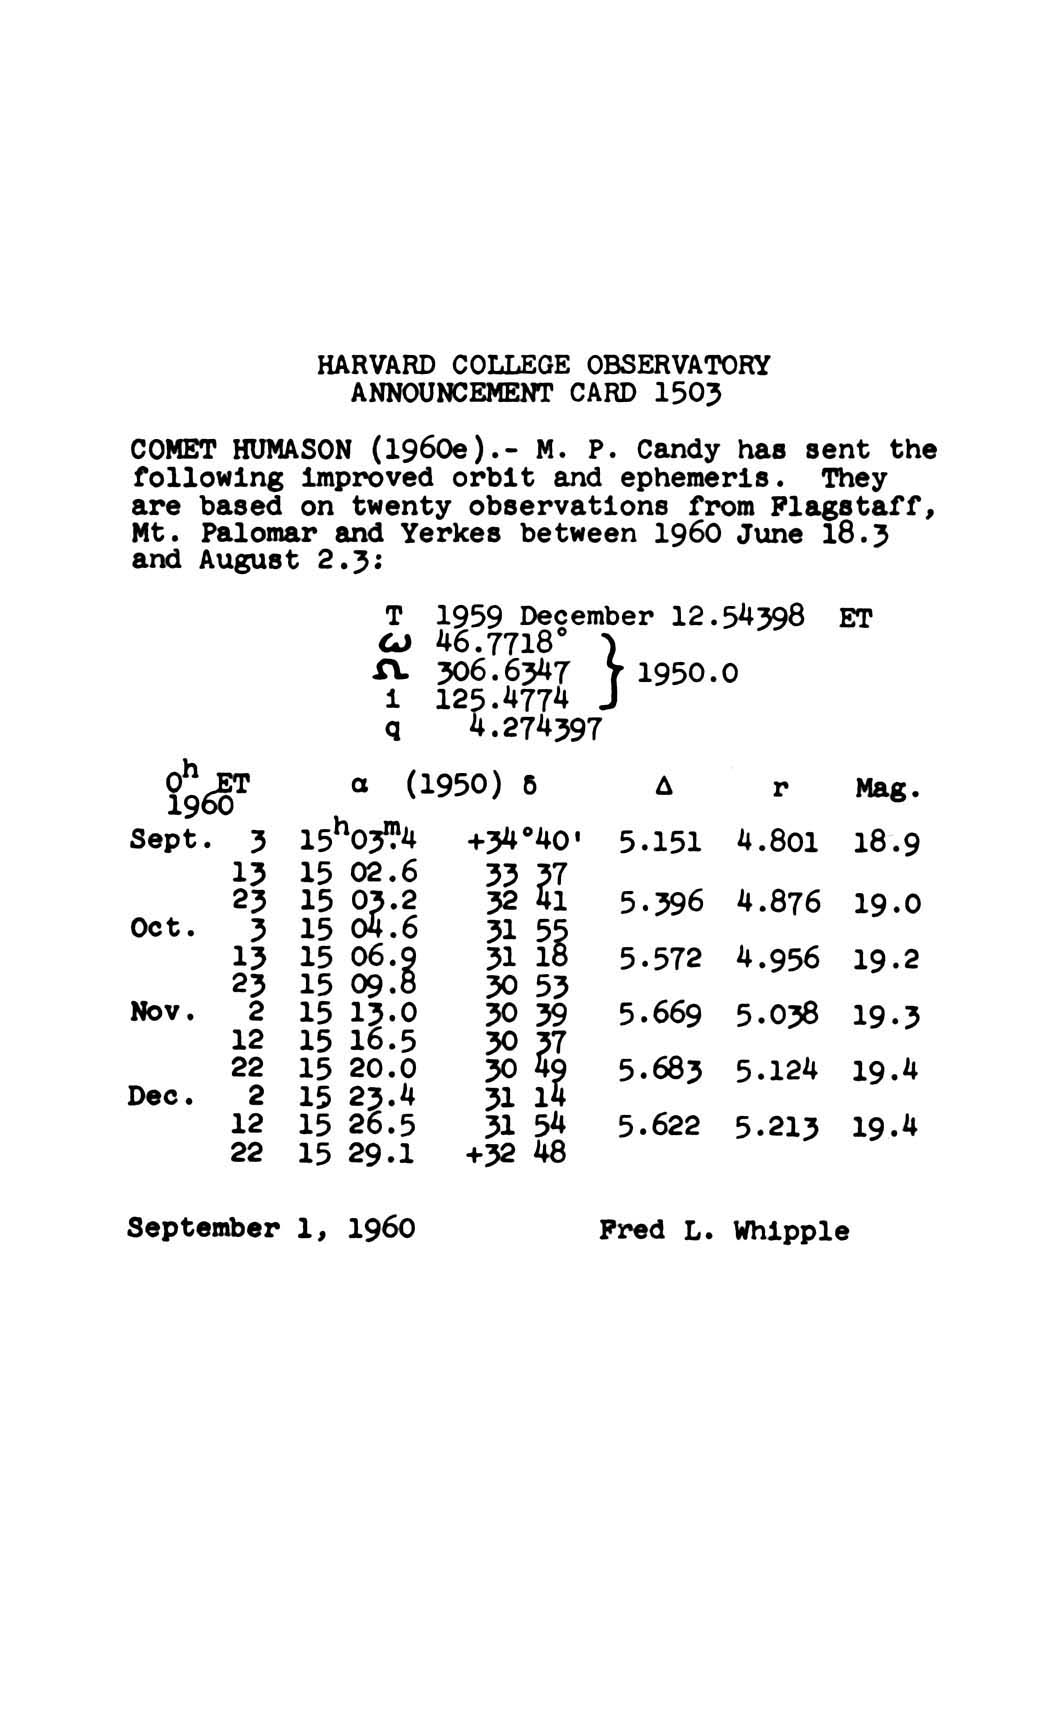 HARVARD COLLEGE OBSERVATORY
ANNOUNCEMENT CARD 1503
COMET HUMASON (1960e).- M. P. Candy has sent the
following improved orbit and ephemeris. They
are based on twenty observations from Flagstaff,
Mt. Palomar and Yerkes between 1960 June 18.3
and August 2.3:
T 1959 December 12.54398 ET
ω 46.7718°
Ω 306.6347 } 1950.0
i 125.4774
q 4.274397
0ʰ ET α (1950) δ Δ r Mag.
1960
Sept. 3 15ʰ03ᵐ.4 +34°40' 5.151 4.801 18.9
13 15 02.6 33 37
23 15 03.2 32 41 5.396 4.876 19.0
Oct. 3 15 04.6 31 55
13 15 06.9 31 18 5.572 4.956 19.2
23 15 09.8 30 53
Nov. 2 15 13.0 30 39 5.669 5.038 19.3
12 15 16.5 30 37
22 15 20.0 30 49 5.683 5.124 19.4
Dec. 2 15 23.4 31 14
12 15 26.5 31 54 5.622 5.213 19.4
22 15 29.1 +32 48
September 1, 1960 Fred L. Whipple